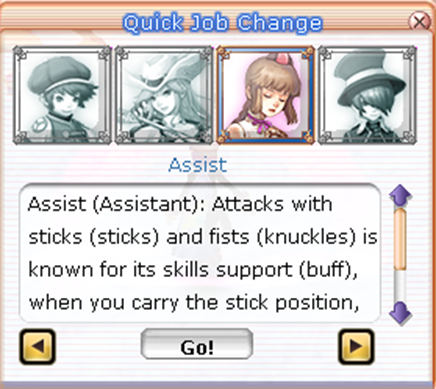 Quick Job Change
Assist
Assist (Assistant): Attacks with
sticks (sticks) and fists (knuckles) is
known for its skills support (buff),
when you carry the stick position,
Go!